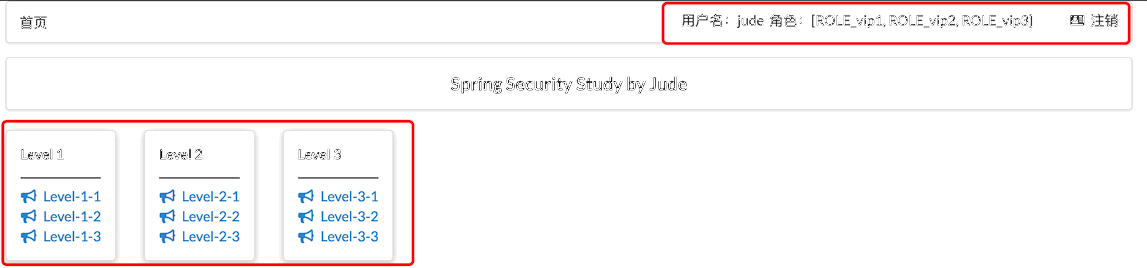 首页 用户名：jude 角色：[ROLE_vip1, ROLE_vip2, ROLE_vip3] 注销
Spring Security Study by Jude
Level 1
Level-1-1
Level-1-2
Level-1-3
Level 2
Level-2-1
Level-2-2
Level-2-3
Level 3
Level-3-1
Level-3-2
Level-3-3